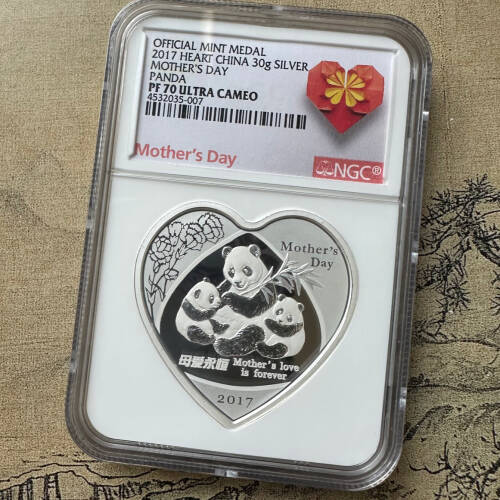 OFFICIAL MINT MEDAL
2017 HEART CHINA 30g SILVER
MOTHER'S DAY
PANDA
PF 70 ULTRA CAMEO
4532035-007
Mother's Day
NGC®
Mother's
Day
母爱永恒
Mother's love
is forever
2017